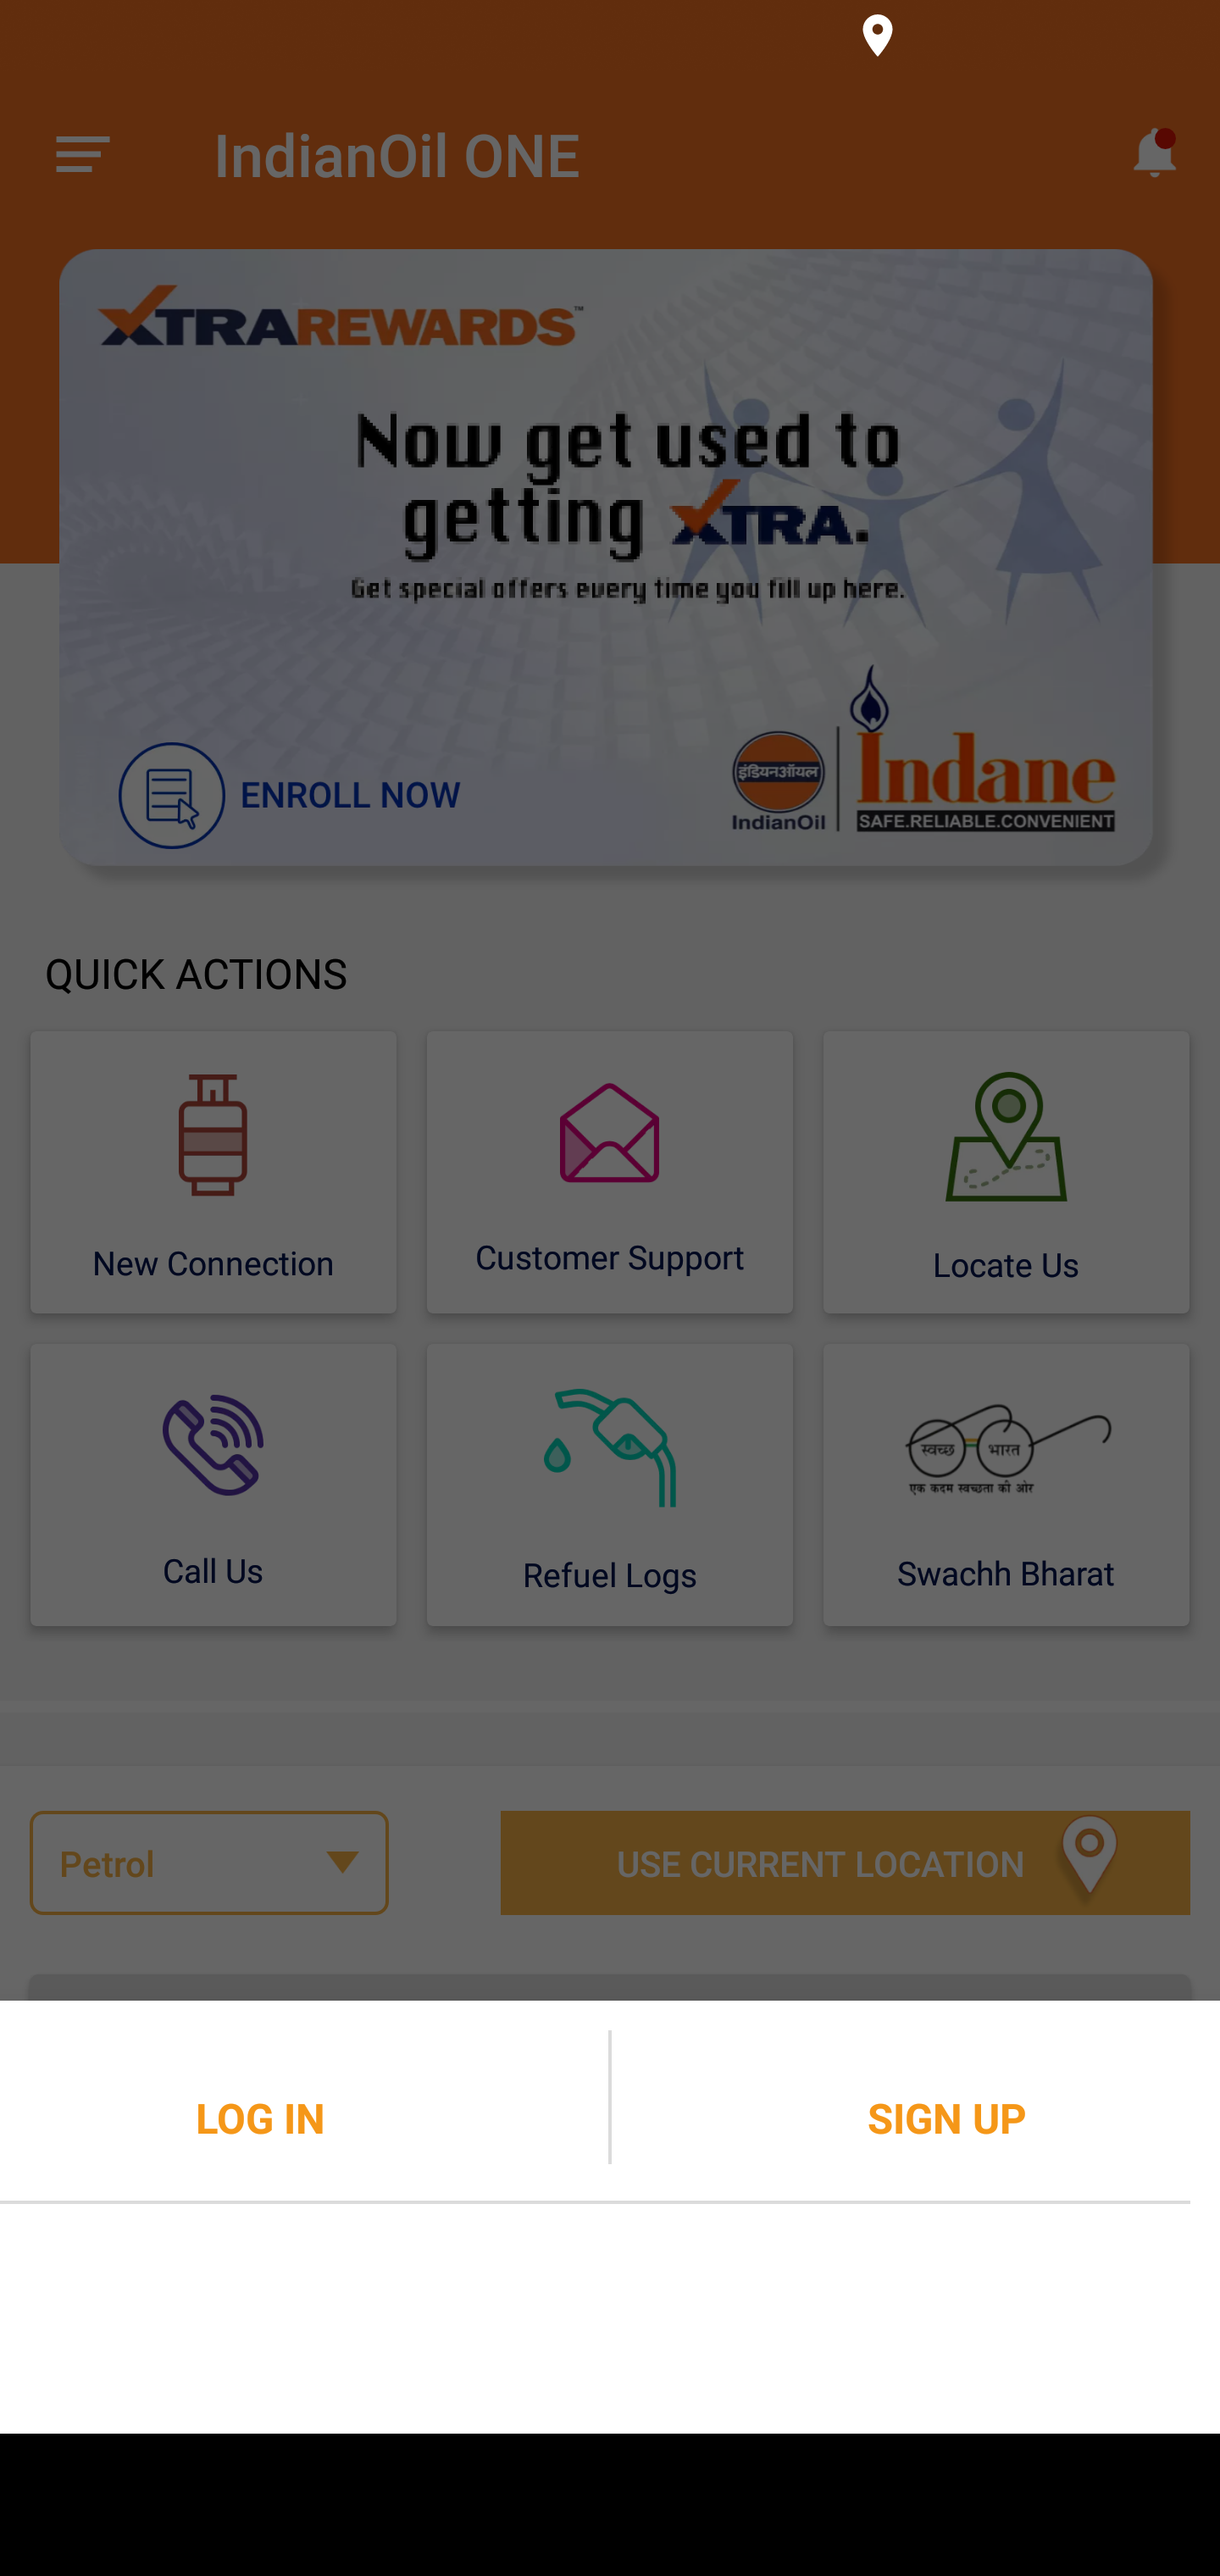 IndianOil ONE
XTRAREWARDS™
Now get used to
getting XTRA.
Get special offers every time you fill up here.
ENROLL NOW
इंडियनऑयल
IndianOil
Indane
SAFE.RELIABLE.CONVENIENT
QUICK ACTIONS
New Connection
Customer Support
Locate Us
स्वच्छ भारत
एक कदम स्वच्छता की ओर
Call Us
Refuel Logs
Swachh Bharat
Petrol
USE CURRENT LOCATION
LOG IN
SIGN UP